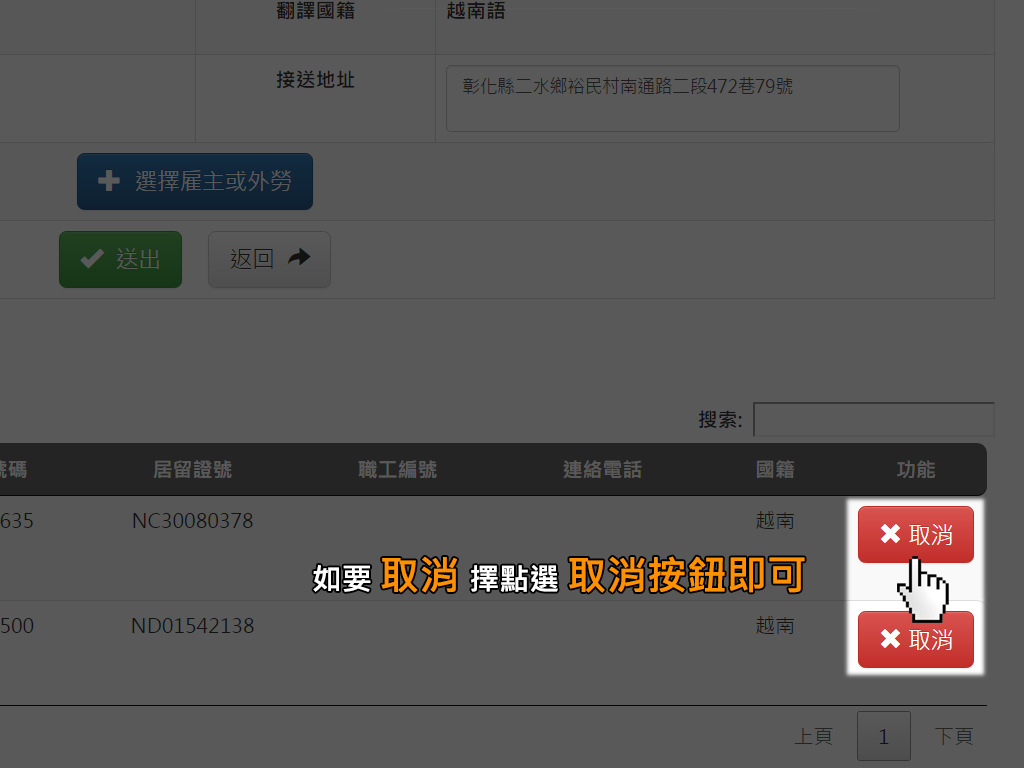 翻譯國籍 越南語
接送地址 彰化縣二水鄉裕民村南通路二段472巷79號
選擇雇主或外勞
送出 返回
搜索:
號碼 居留證號 職工編號 連絡電話 國籍 功能
635 NC30080378 越南 取消
如要 取消 擇點選 取消按鈕即可
500 ND01542138 越南 取消
上頁 1 下頁